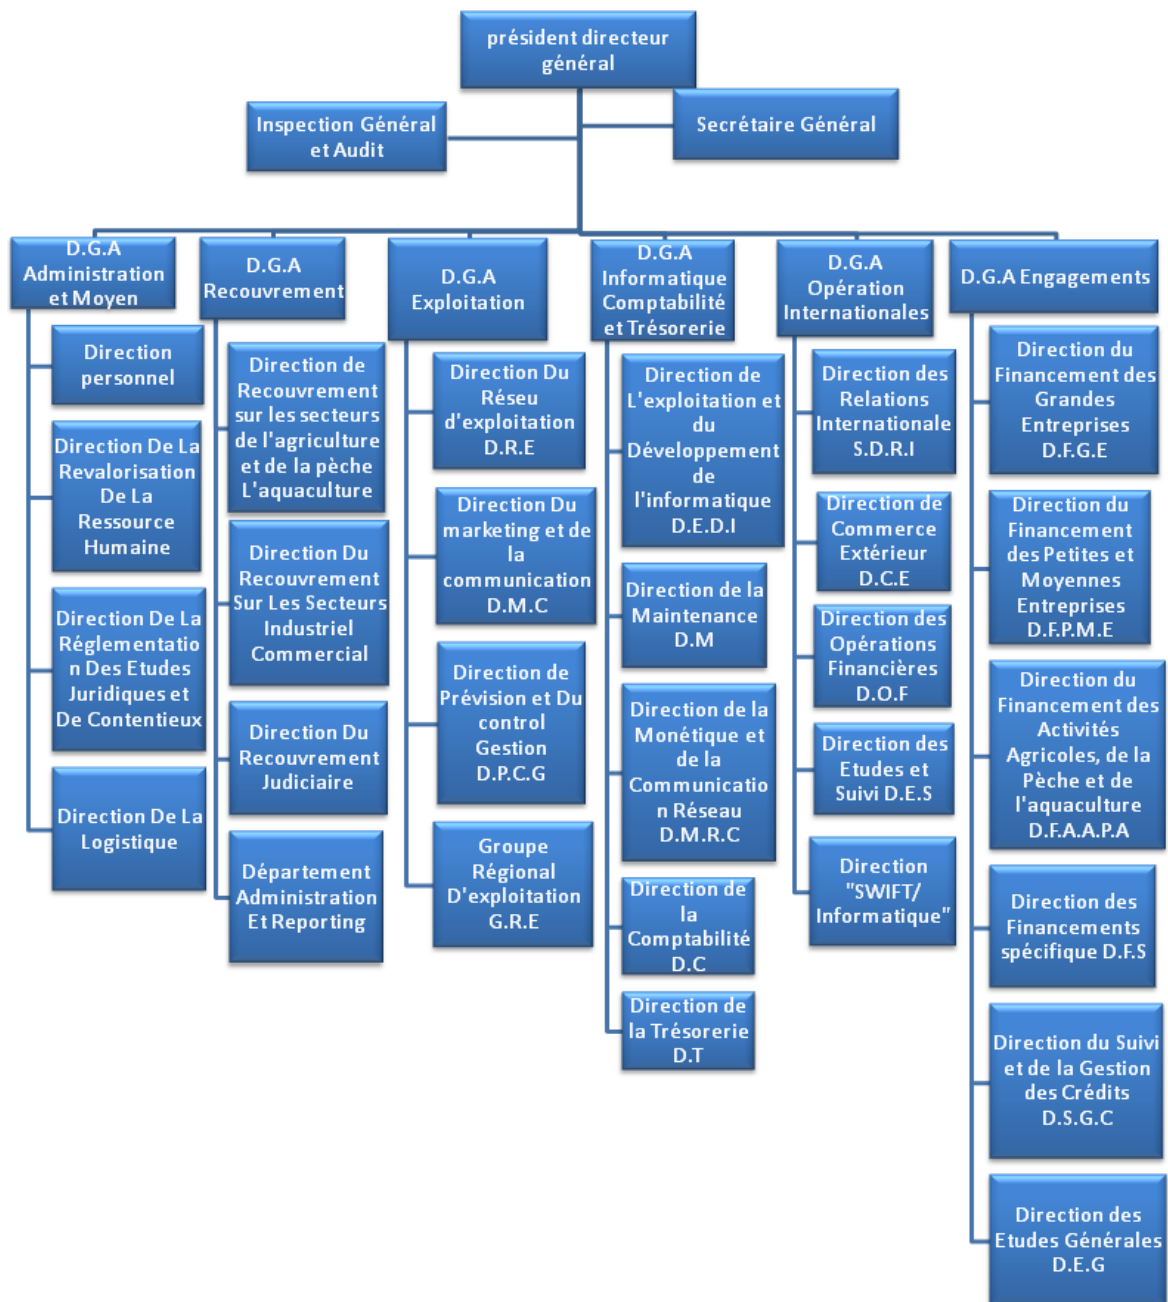 président directeur
général
Inspection Général
et Audit
Secrétaire Général
D.G.A
Administration
et Moyen
Direction
personnel
Direction De La
Revalorisation
De La
Ressource
Humaine
Direction De La
Réglementatio
n Des Etudes
Juridiques et
De Contentieux
Direction De La
Logistique
D.G.A
Recouvrement
Direction de
Recouvrement
sur les secteurs
de l'agriculture
et de la pèche
L'aquaculture
Direction Du
Recouvrement
Sur Les Secteurs
Industriel
Commercial
Direction Du
Recouvrement
Judiciaire
Département
Administration
Et Reporting
D.G.A
Exploitation
Direction Du
Réseu
d'exploitation
D.R.E
Direction Du
marketing et de
la
communication
D.M.C
Direction de
Prévision et Du
control
Gestion
D.P.C.G
Groupe
Régional
D'exploitation
G.R.E
D.G.A
Informatique
Comptabilité
et Trésorerie
Direction de
L'exploitation et
du
Développement
de
l'informatique
D.E.D.I
Direction de la
Maintenance
D.M
Direction de la
Monétique et
de la
Communicatio
n Réseau
D.M.R.C
Direction de
la
Comptabilité
D.C
Direction de
la Trésorerie
D.T
D.G.A
Opération
Internationales
Direction des
Relations
Internationale
S.D.R.I
Direction de
Commerce
Extérieur
D.C.E
Direction des
Opérations
Financières
D.O.F
Direction des
Etudes et
Suivi D.E.S
Direction
"SWIFT/
Informatique"
D.G.A Engagements
Direction du
Financement des
Grandes
Entreprises
D.F.G.E
Direction du
Financement
des Petites et
Moyennes
Entreprises
D.F.P.M.E
Direction du
Financement des
Activités
Agricoles, de la
Pèche et de
l'aquaculture
D.F.A.A.P.A
Direction des
Financements
spécifique D.F.S
Direction du Suivi
et de la Gestion
des Crédits
D.S.G.C
Direction des
Etudes Générales
D.E.G